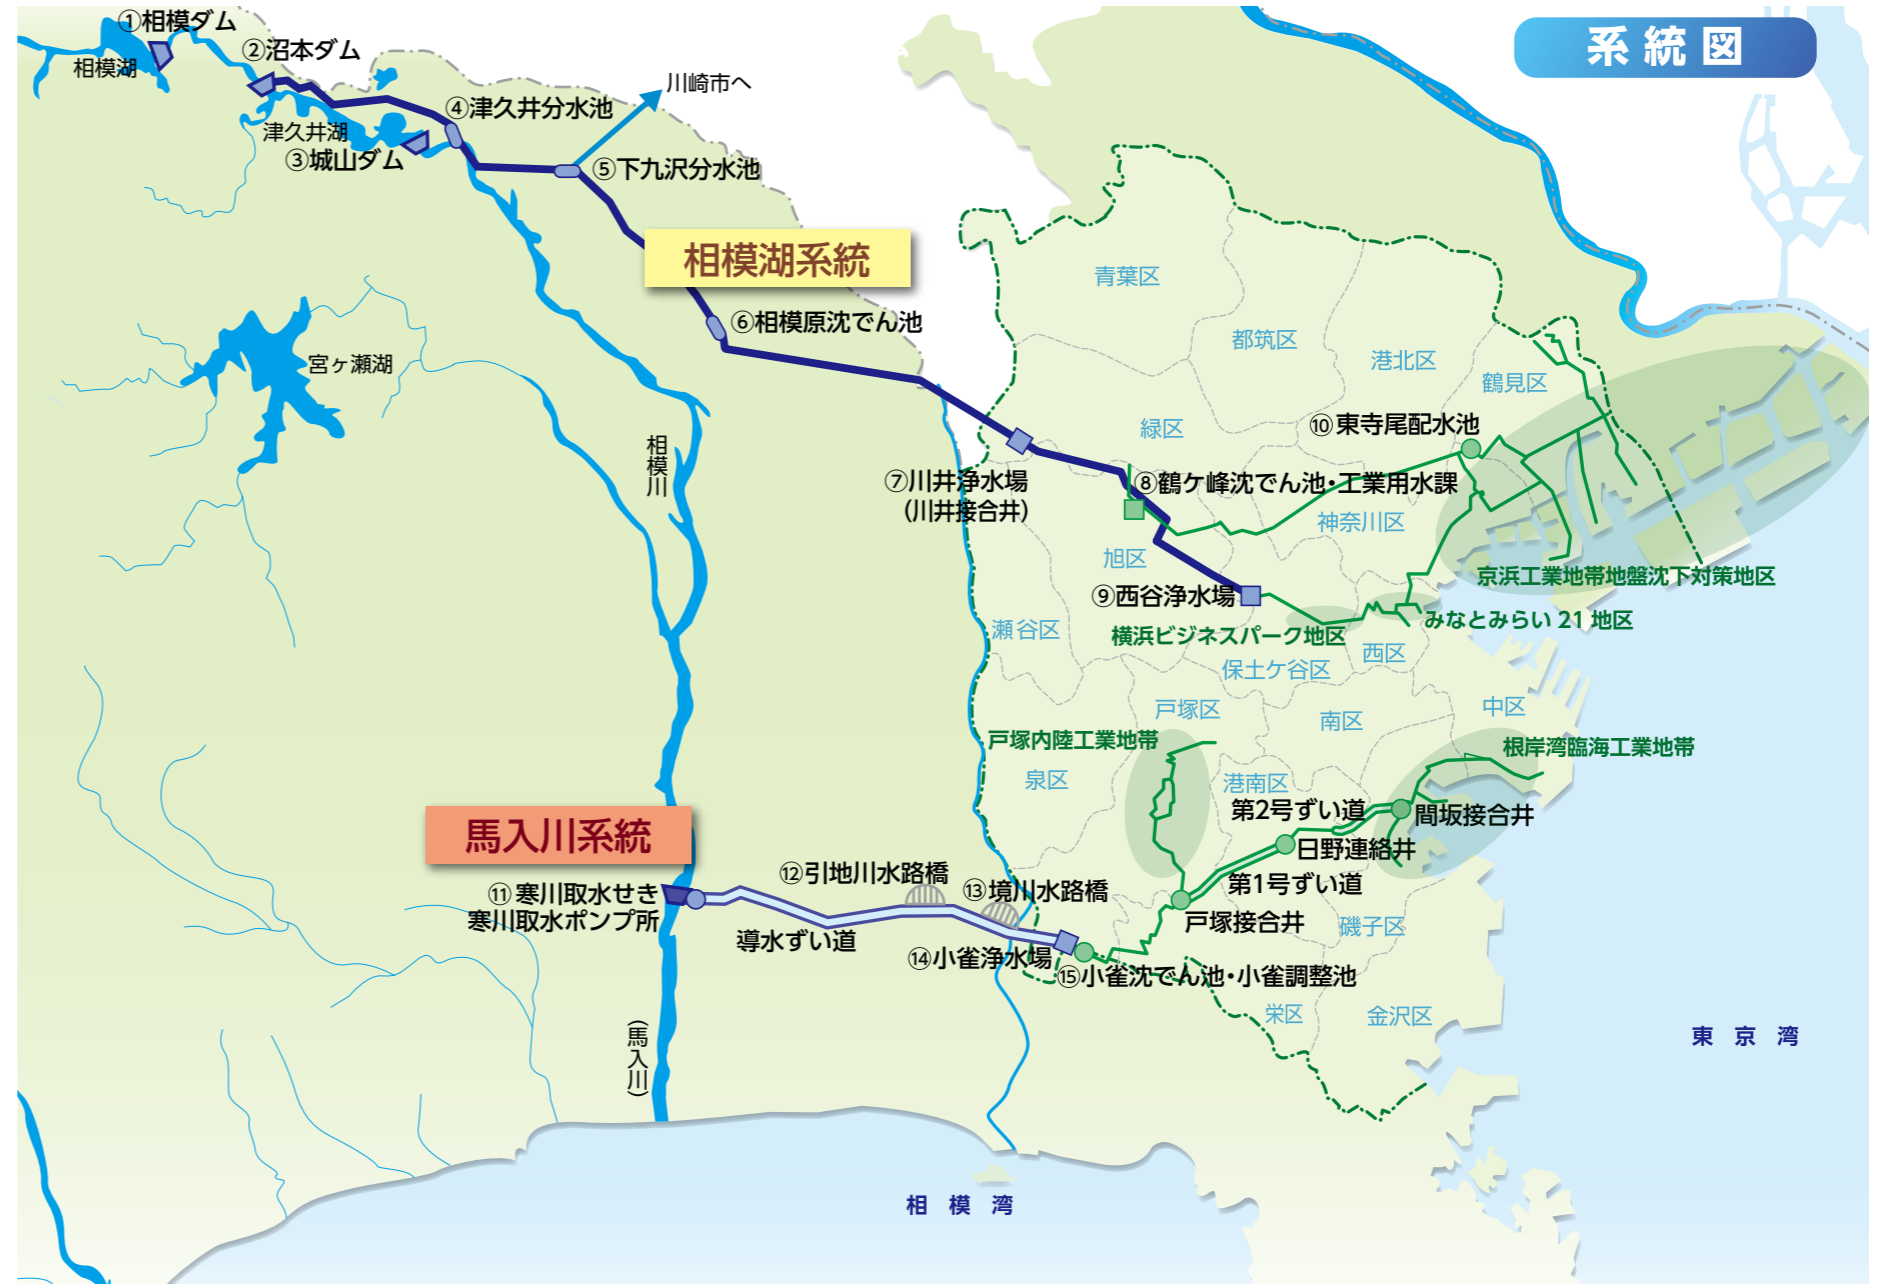 系統図
①相模ダム
相模湖
②沼本ダム
川崎市へ
④津久井分水池
津久井湖
③城山ダム
⑤下九沢分水池
相模湖系統
⑥相模原沈でん池
宮ヶ瀬湖
青葉区
都筑区
港北区
鶴見区
緑区
⑩東寺尾配水池
相模川
⑦川井浄水場
（川井接合井）
⑧鶴ケ峰沈でん池・工業用水課
神奈川区
旭区
京浜工業地帯地盤沈下対策地区
⑨西谷浄水場
みなとみらい 21 地区
瀬谷区
横浜ビジネスパーク地区
西区
保土ケ谷区
戸塚区
南区
中区
戸塚内陸工業地帯
根岸湾臨海工業地帯
泉区
港南区
第2号ずい道
間坂接合井
馬入川系統
日野連絡井
⑫引地川水路橋
⑪寒川取水せき
寒川取水ポンプ所
⑬境川水路橋
第1号ずい道
戸塚接合井
磯子区
導水ずい道
⑭小雀浄水場
⑮小雀沈でん池・小雀調整池
栄区
金沢区
（馬入川）
東京湾
相模湾